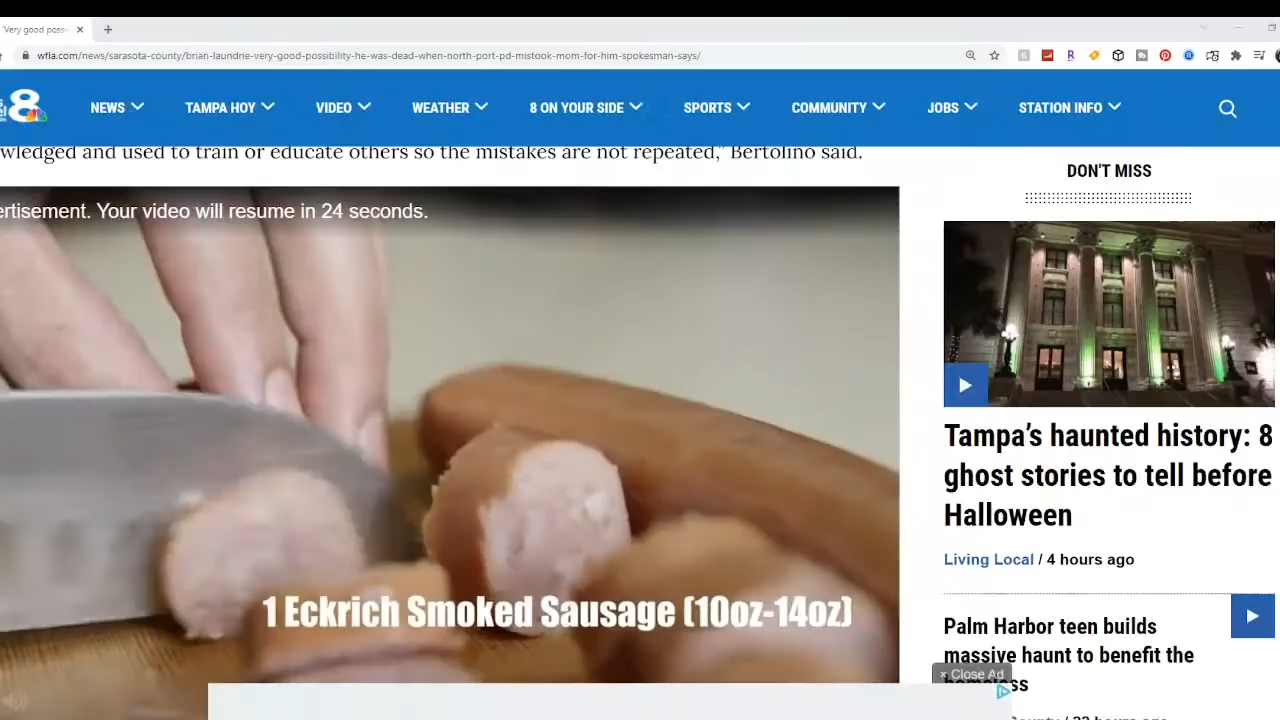 'Very good poss
wfla.com/news/sarasota-county/brian-laundrie-very-good-possibility-he-was-dead-when-north-port-pd-mistook-mom-for-him-spokesman-says/
8
NEWS
TAMPA HOY
VIDEO
WEATHER
8 ON YOUR SIDE
SPORTS
COMMUNITY
JOBS
STATION INFO
wledged and used to train or educate others so the mistakes are not repeated," Bertolino said.
ertisement. Your video will resume in 24 seconds.
1 Eckrich Smoked Sausage (10oz-14oz)
DON'T MISS
Tampa's haunted history: 8
ghost stories to tell before
Halloween
Living Local / 4 hours ago
Palm Harbor teen builds
massive haunt to benefit the
× Close Ad